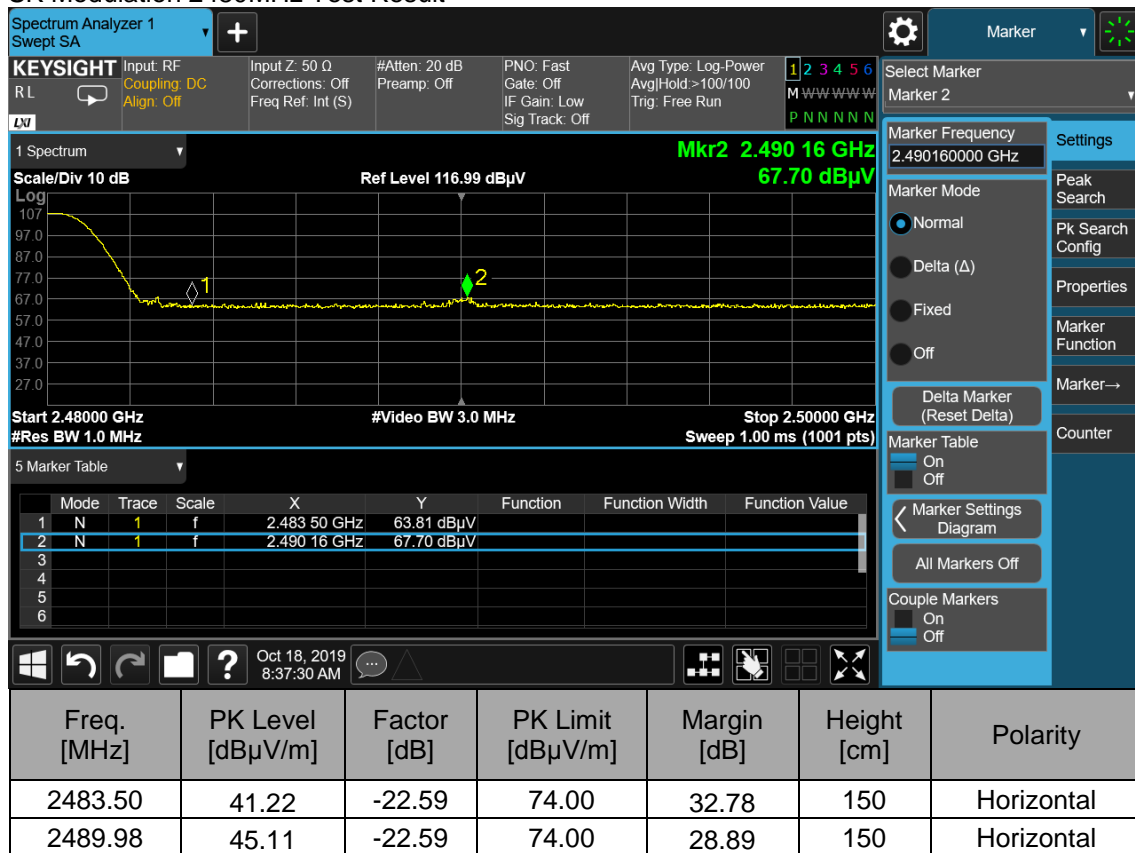 Spectrum Analyzer 1
Swept SA
+
Marker
KEYSIGHT
RL
LXI
Input: RF
Coupling: DC
Align: Off
Input Z: 50 Ω
Corrections: Off
Freq Ref: Int (S)
#Atten: 20 dB
Preamp: Off
PNO: Fast
Gate: Off
IF Gain: Low
Sig Track: Off
Avg Type: Log-Power
Avg|Hold:>100/100
Trig: Free Run
1 2 3 4 5 6
M W W W W W
P N N N N N
Select Marker
Marker 2
1 Spectrum
Mkr2 2.490 16 GHz
67.70 dBµV
Scale/Div 10 dB
Ref Level 116.99 dBµV
Log
107
97.0
87.0
77.0
67.0
57.0
47.0
37.0
27.0
1
2
Start 2.48000 GHz
#Video BW 3.0 MHz
Stop 2.50000 GHz
#Res BW 1.0 MHz
Sweep 1.00 ms (1001 pts)
Marker Frequency
2.490160000 GHz
Marker Mode
Normal
Delta (Δ)
Fixed
Off
Delta Marker
(Reset Delta)
Marker Table
On
Off
Marker Settings
Diagram
All Markers Off
Couple Markers
On
Off
Settings
Peak
Search
Pk Search
Config
Properties
Marker
Function
Marker→
Counter
5 Marker Table
Mode Trace Scale X Y Function Function Width Function Value
1 N 1 f 2.483 50 GHz 63.81 dBµV
2 N 1 f 2.490 16 GHz 67.70 dBµV
3
4
5
6
?
Oct 18, 2019
8:37:30 AM
Freq. [MHz] PK Level [dBµV/m] Factor [dB] PK Limit [dBµV/m] Margin [dB] Height [cm] Polarity
2483.50 41.22 -22.59 74.00 32.78 150 Horizontal
2489.98 45.11 -22.59 74.00 28.89 150 Horizontal